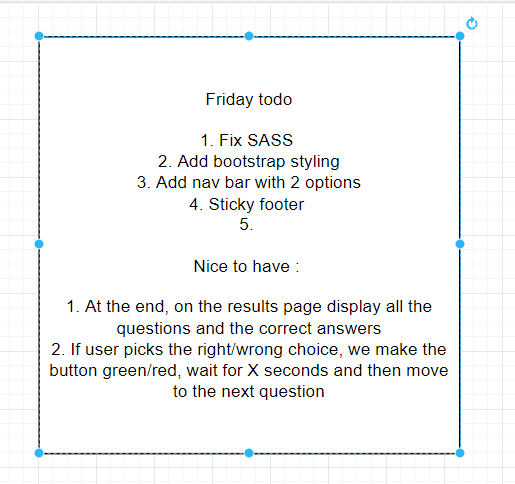 Friday todo
1. Fix SASS
2. Add bootstrap styling
3. Add nav bar with 2 options
4. Sticky footer
5.
Nice to have :
1. At the end, on the results page display all the
questions and the correct answers
2. If user picks the right/wrong choice, we make the
button green/red, wait for X seconds and then move
to the next question